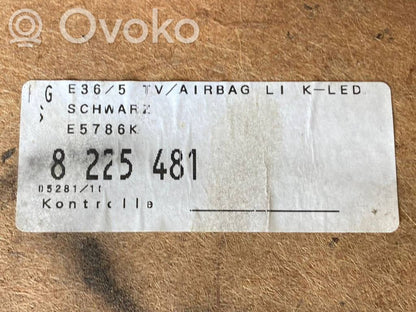 Ovoko
G E36/5 TV/AIRBAG LI K-LED
SCHWARZ
E5786K
8 225 481
05281/11
Kontrolle